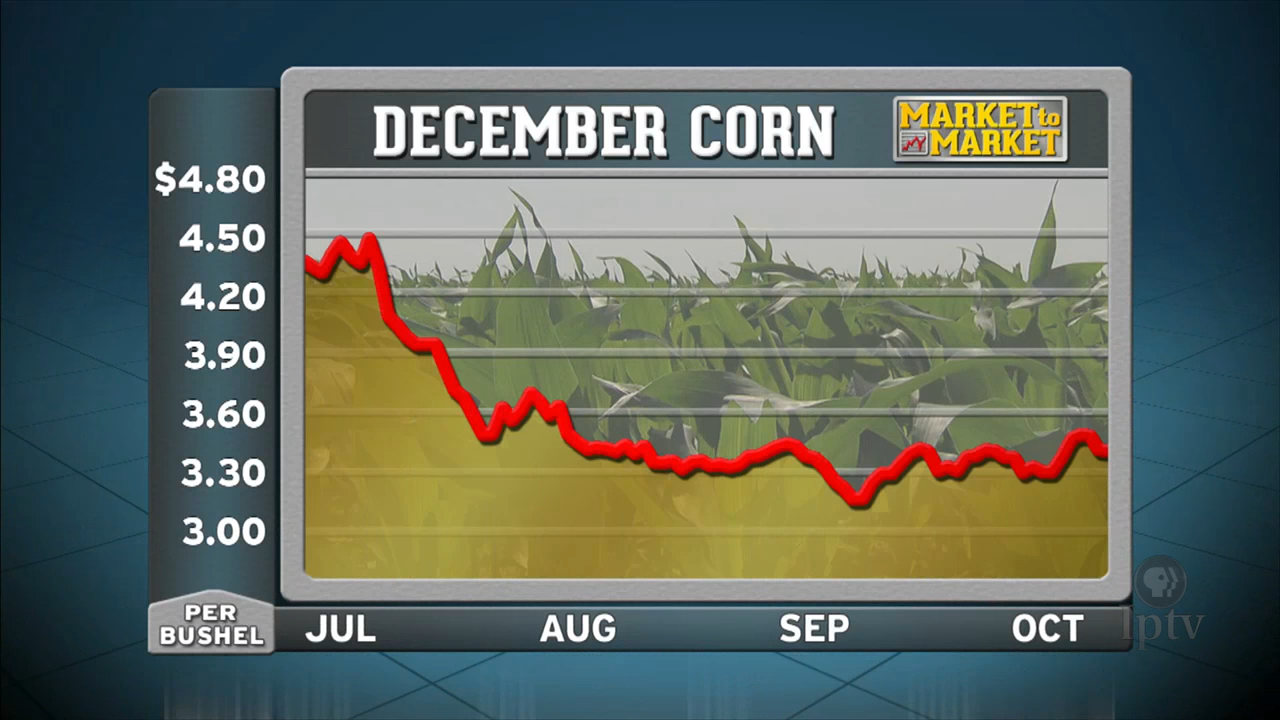 DECEMBER CORN
MARKET to
MARKET
$4.80
4.50
4.20
3.90
3.60
3.30
3.00
PER
BUSHEL
JUL AUG SEP OCT
Iptv